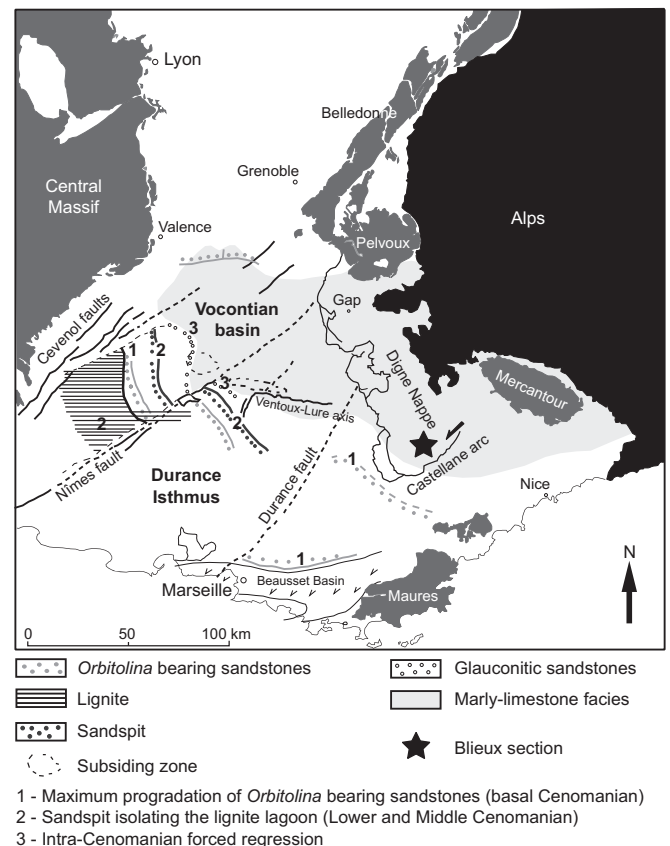 Lyon
Belledonne
Grenoble
Central
Massif
Alps
Valence
Pelvoux
Gap
Vocontian
basin
Cevenol faults
3
1
2
Digne Nappe
Mercantour
3
Ventoux-Lure axis
2
2
Castellane arc
Nîmes fault
Durance
Isthmus
Durance fault
1
Nice
N
1
Marseille
Beausset Basin
Maures
0 50 100 km
Orbitolina bearing sandstones
Glauconitic sandstones
Lignite
Marly-limestone facies
Sandspit
Blieux section
Subsiding zone
1 - Maximum progradation of Orbitolina bearing sandstones (basal Cenomanian)
2 - Sandspit isolating the lignite lagoon (Lower and Middle Cenomanian)
3 - Intra-Cenomanian forced regression